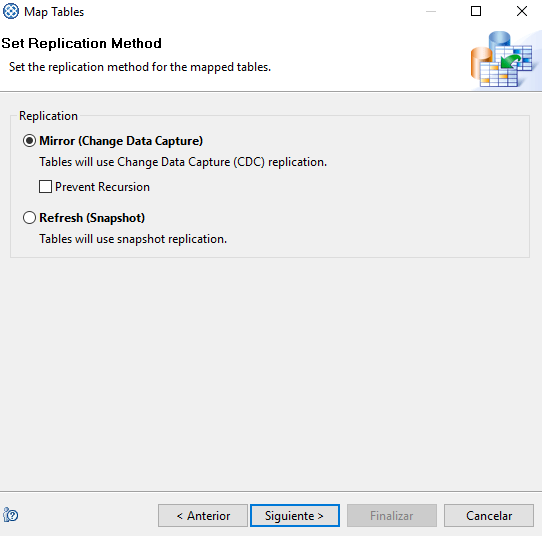 Map Tables
Set Replication Method
Set the replication method for the mapped tables.
Replication
Mirror (Change Data Capture)
Tables will use Change Data Capture (CDC) replication.
Prevent Recursion
Refresh (Snapshot)
Tables will use snapshot replication.
< Anterior
Siguiente >
Finalizar
Cancelar